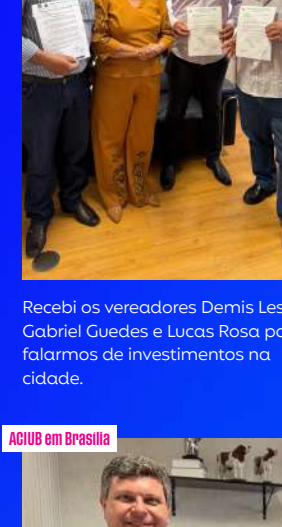 Recebi os vereadores Demis
Gabriel Guedes e Lucas Rosa
falarmos de investimentos na
cidade.
ACIUB em Brasília